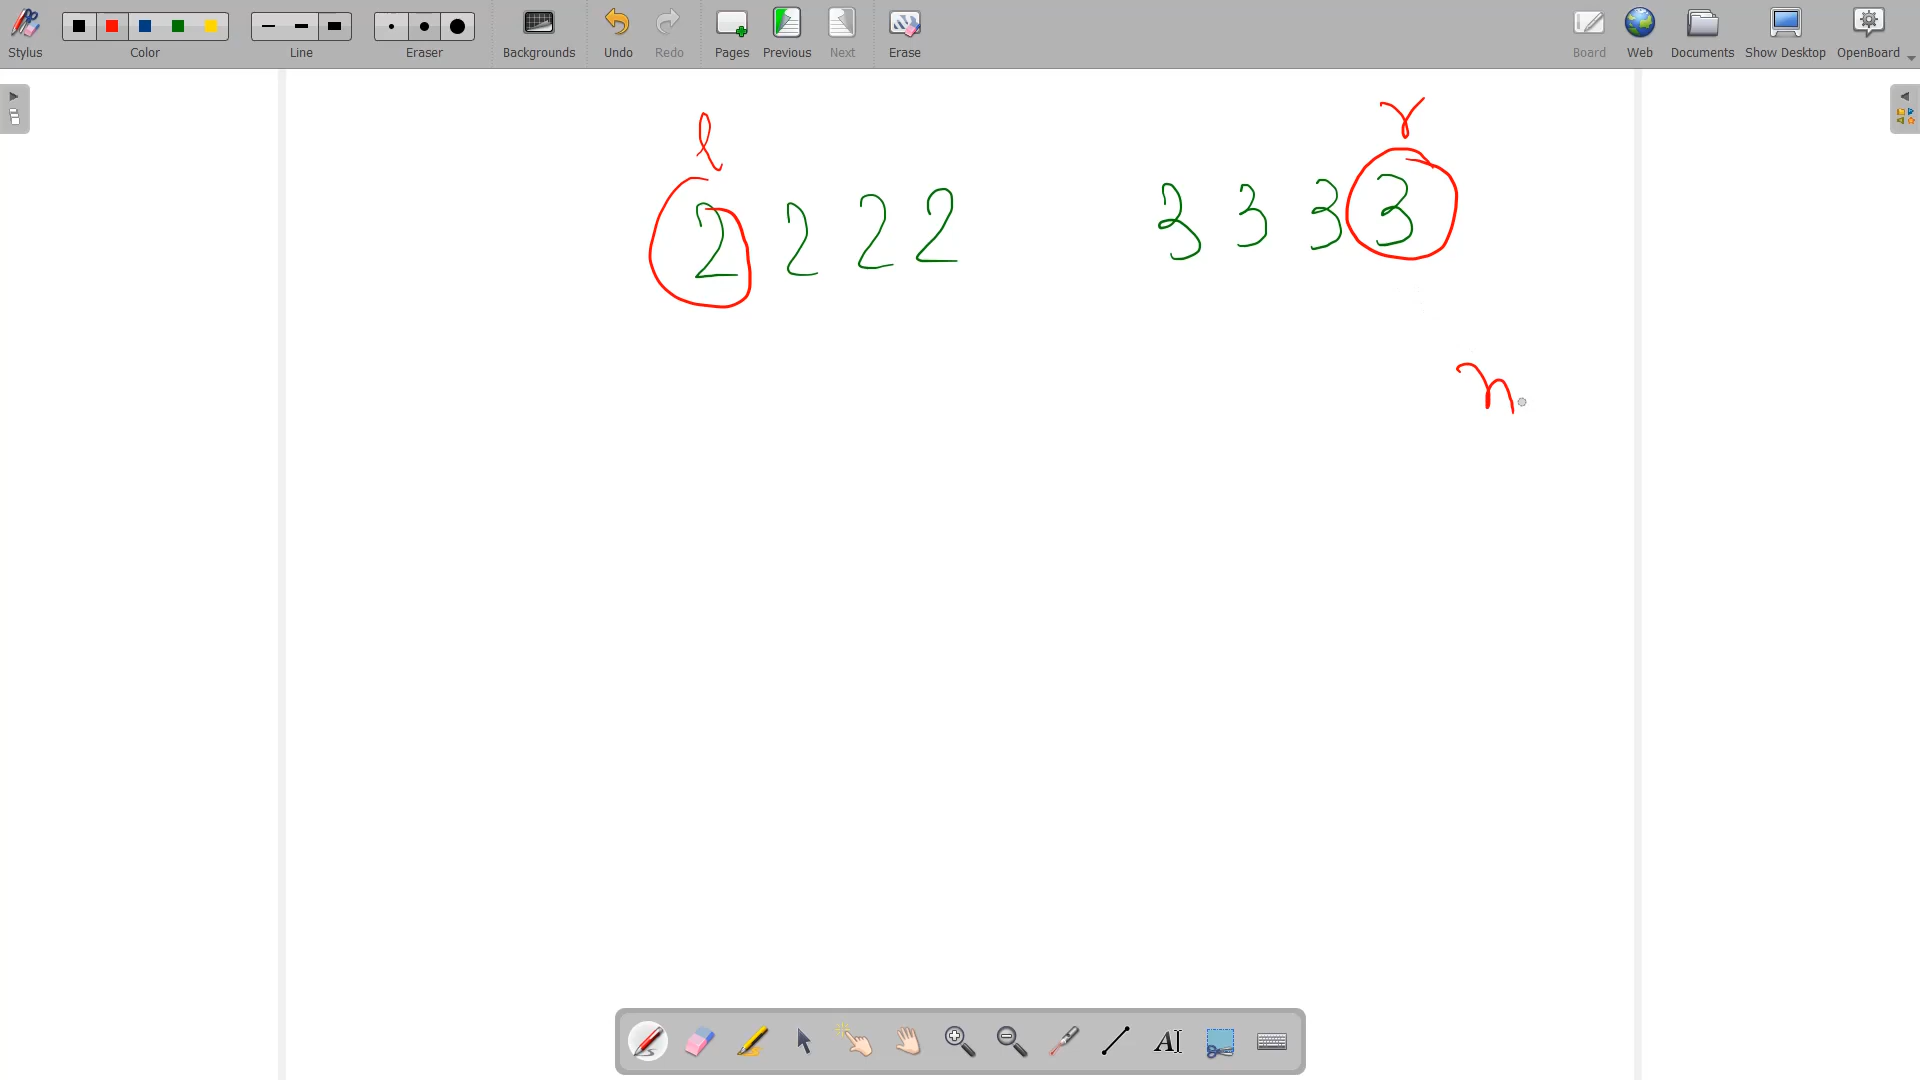 Stylus Color Line Eraser Backgrounds Undo Redo Pages Previous Next Erase Board Web Documents Show Desktop OpenBoard
l r
2 2 2 2 3 3 3 3
n
AI